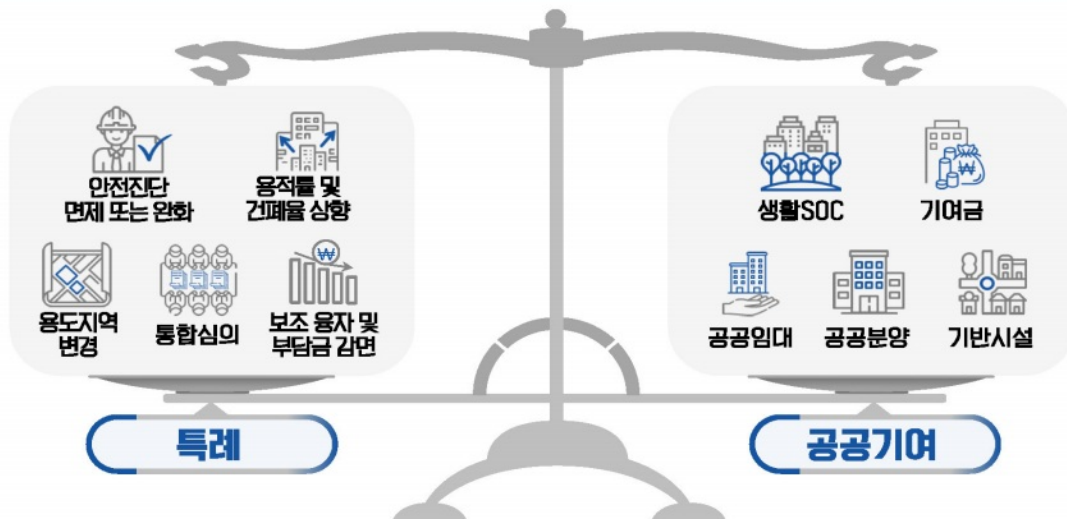 안전진단
면제 또는 완화
용적률 및
건폐율 상향
용도지역
변경
통합심의
₩
보조 융자 및
부담금 감면
특례
생활SOC
₩
기여금
공공임대
공공분양
기반시설
공공기여